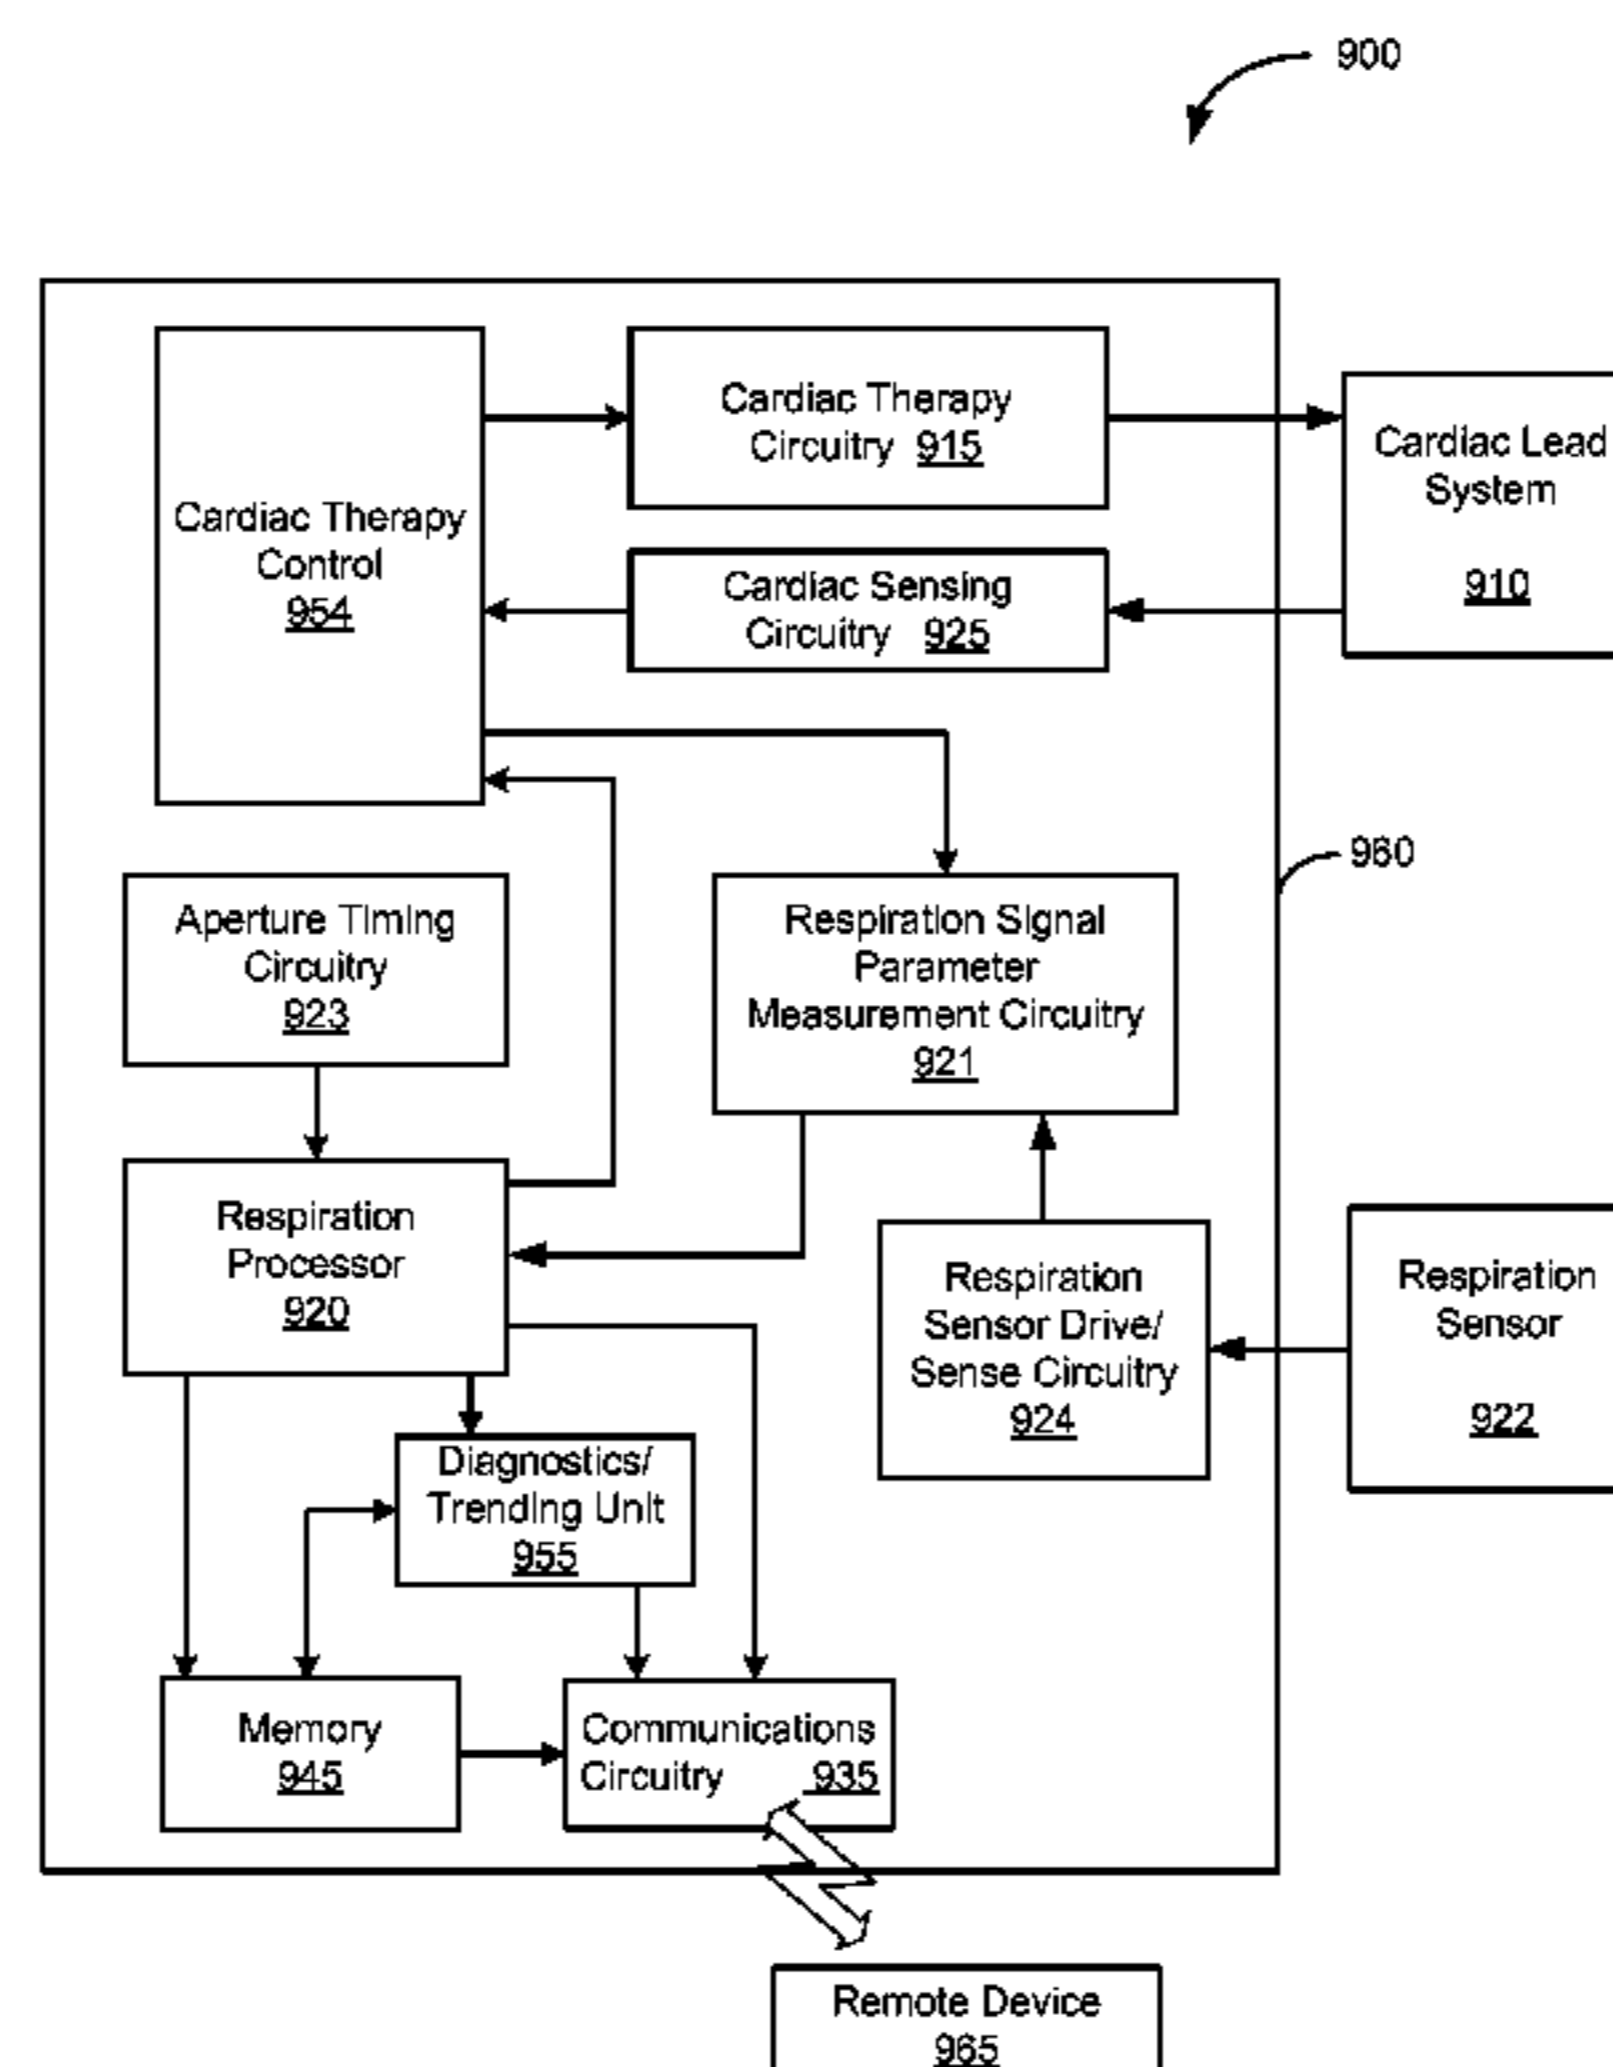 900
Cardiac Therapy
Circuitry 915
Cardiac Lead
System
910
Cardiac Therapy
Control
954
Cardiac Sensing
Circuitry 925
960
Aperture Timing
Circuitry
923
Respiration Signal
Parameter
Measurement Circuitry
921
Respiration
Processor
920
Respiration
Sensor Drive/
Sense Circuitry
924
Respiration
Sensor
922
Diagnostics/
Trending Unit
955
Memory
945
Communications
Circuitry 935
Remote Device
965